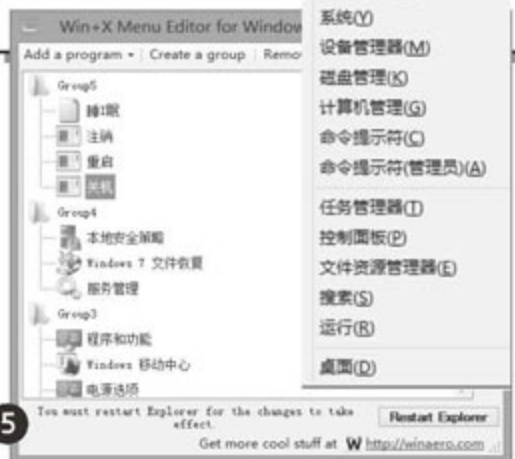 Win+X Menu Editor for Window
Add a program
Create a group
Remo
Group5
睡眠
注销
重启
关机
Group4
本地安全策略
Windows 7 文件恢复
服务管理
Group3
程序和功能
Windows 移动中心
电源选项
You must restart Explorer for the changes to take
effect.
Restart Explorer
Get more cool stuff at W http://winaero.com
5
系统(Y)
设备管理器(M)
磁盘管理(K)
计算机管理(G)
命令提示符(C)
命令提示符(管理员)(A)
任务管理器(T)
控制面板(P)
文件资源管理器(E)
搜索(S)
运行(R)
桌面(D)